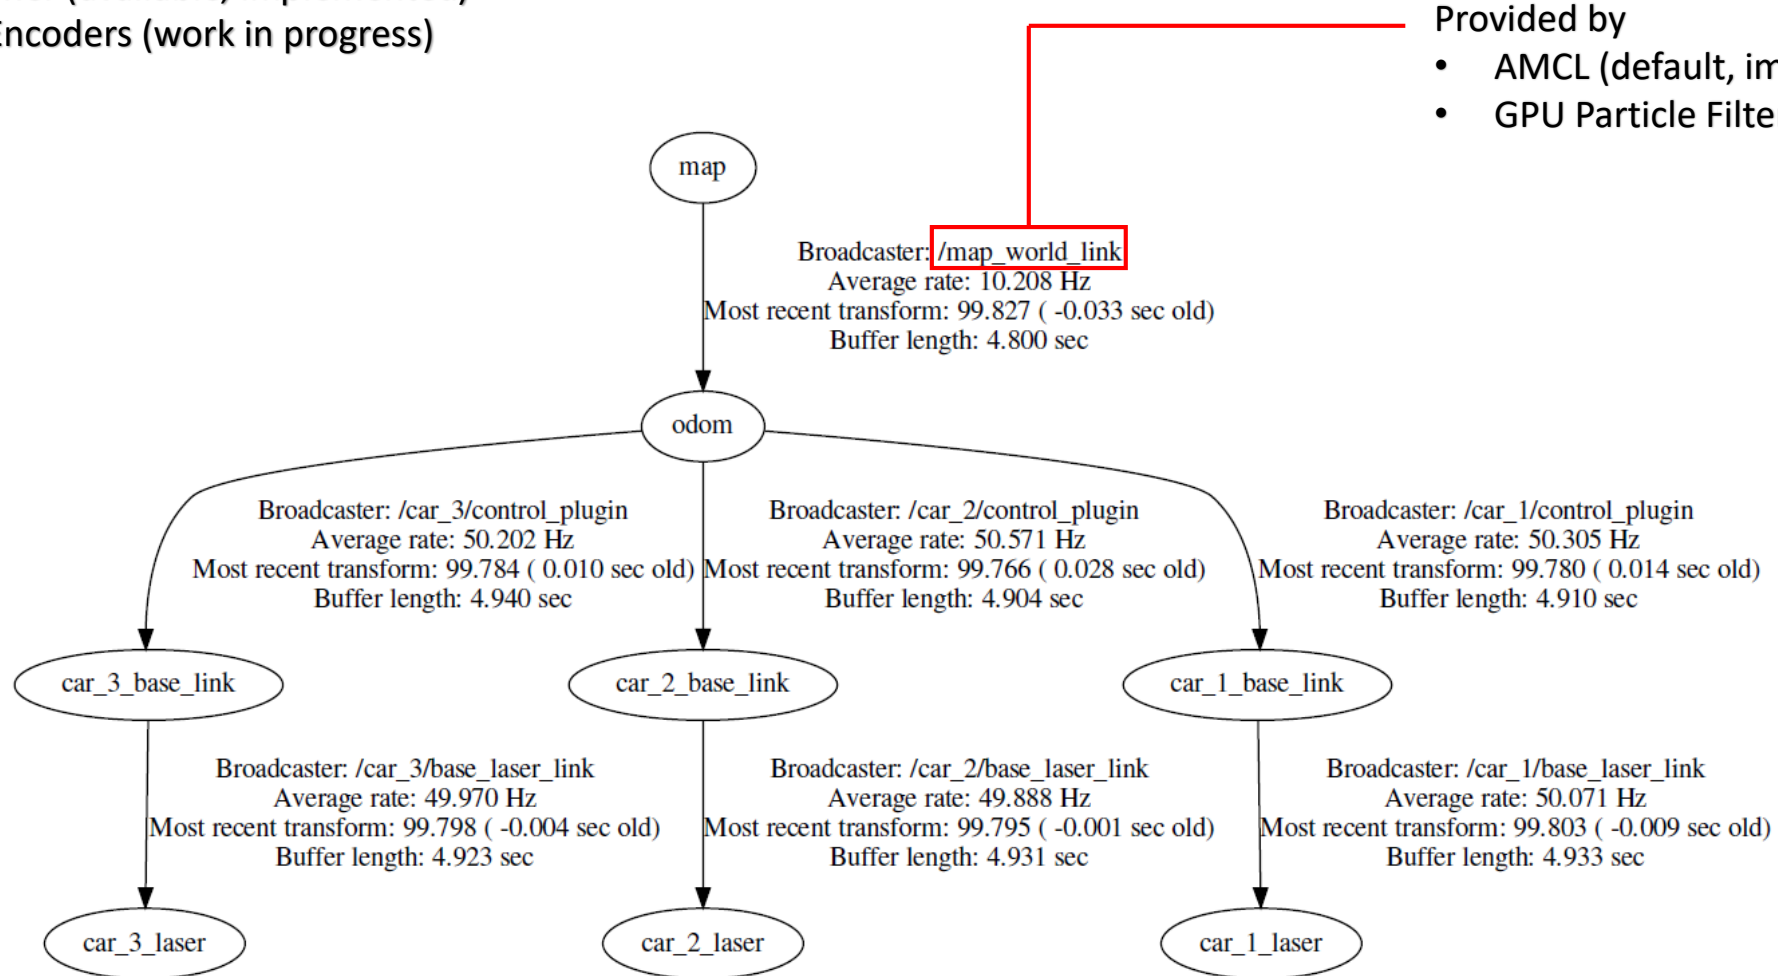 Encoders (work in progress)
Provided by
• AMCL (default,
• GPU Particle
map
Broadcaster: /map_world_link
Average rate: 10.208 Hz
Most recent transform: 99.827 ( -0.033 sec old)
Buffer length: 4.800 sec
odom
Broadcaster: /car_3/control_plugin
Average rate: 50.202 Hz
Most recent transform: 99.784 ( 0.010 sec old)
Buffer length: 4.940 sec
Broadcaster: /car_2/control_plugin
Average rate: 50.571 Hz
Most recent transform: 99.766 ( 0.028 sec old)
Buffer length: 4.904 sec
Broadcaster: /car_1/control_plugin
Average rate: 50.305 Hz
Most recent transform: 99.780 ( 0.014 sec old)
Buffer length: 4.910 sec
car_3_base_link
car_2_base_link
car_1_base_link
Broadcaster: /car_3/base_laser_link
Average rate: 49.970 Hz
Most recent transform: 99.798 ( -0.004 sec old)
Buffer length: 4.923 sec
Broadcaster: /car_2/base_laser_link
Average rate: 49.888 Hz
Most recent transform: 99.795 ( -0.001 sec old)
Buffer length: 4.931 sec
Broadcaster: /car_1/base_laser_link
Average rate: 50.071 Hz
Most recent transform: 99.803 ( -0.009 sec old)
Buffer length: 4.933 sec
car_3_laser
car_2_laser
car_1_laser